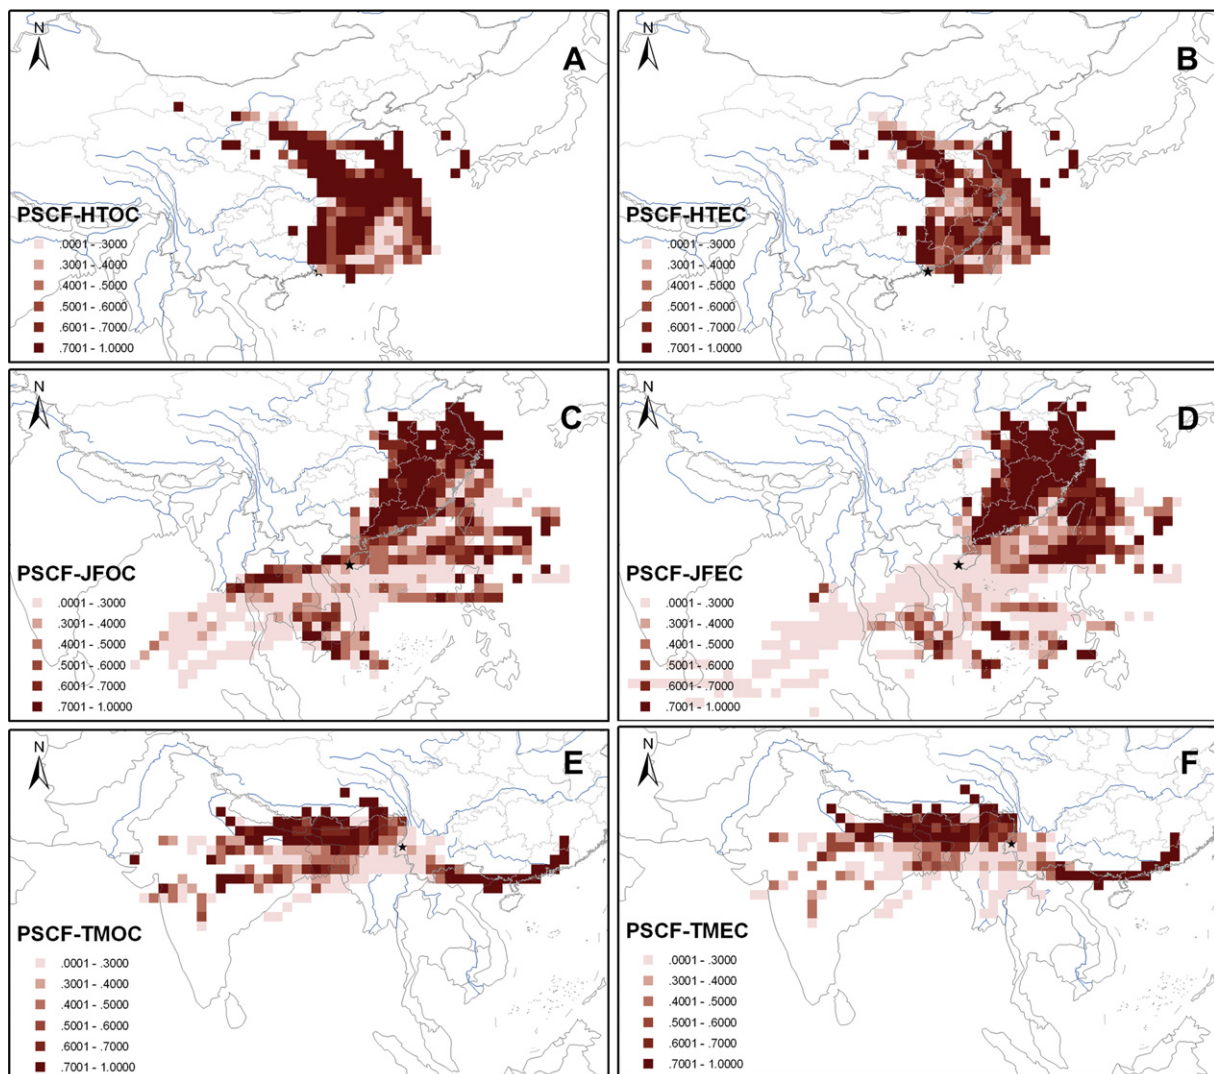 N
A
PSCF-HTOC
.0001 - .3000
.3001 - .4000
.4001 - .5000
.5001 - .6000
.6001 - .7000
.7001 - 1.0000
N
B
PSCF-HTEC
.0001 - .3000
.3001 - .4000
4001 - .5000
.5001 - .6000
.6001 - .7000
.7001 - 1.0000
N
C
PSCF-JFOC
.0001 - .3000
.3001 - .4000
.4001 - .5000
.5001 - .6000
.6001 - .7000
.7001 - 1.0000
N
D
PSCF-JFEC
.0001 - .3000
.3001 - .4000
.4001 - .5000
.5001 - .6000
.6001 - .7000
.7001 - 1.0000
N
E
PSCF-TMOC
.0001 - .3000
.3001 - .4000
.4001 - .5000
.5001 - .6000
.6001 - .7000
.7001 - 1.0000
N
F
PSCF-TMEC
.0001 - .3000
.3001 - .4000
.4001 - .5000
.5001 - .6000
.6001 - .7000
.7001 - 1.0000